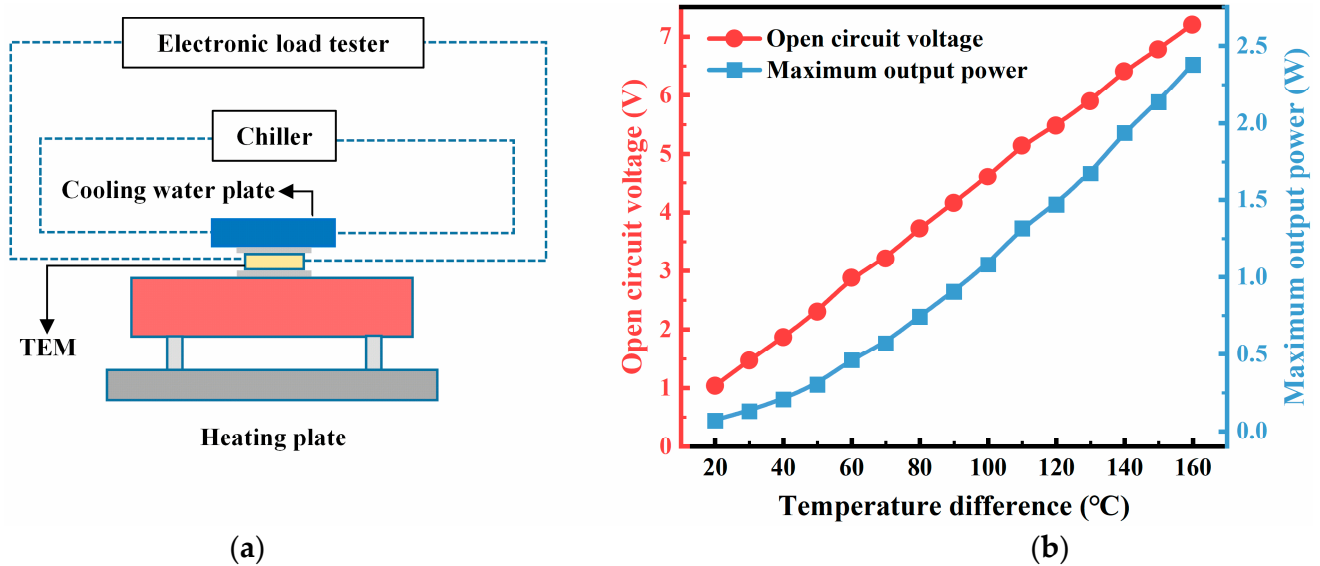 Electronic load tester
Chiller
Cooling water plate
TEM
Heating plate
(a)
Open circuit voltage
Maximum output power
Open circuit voltage (V)
7
6
5
4
3
2
1
0
Maximum output power (W)
2.5
2.0
1.5
1.0
0.5
0.0
20 40 60 80 100 120 140 160
Temperature difference (℃)
(b)